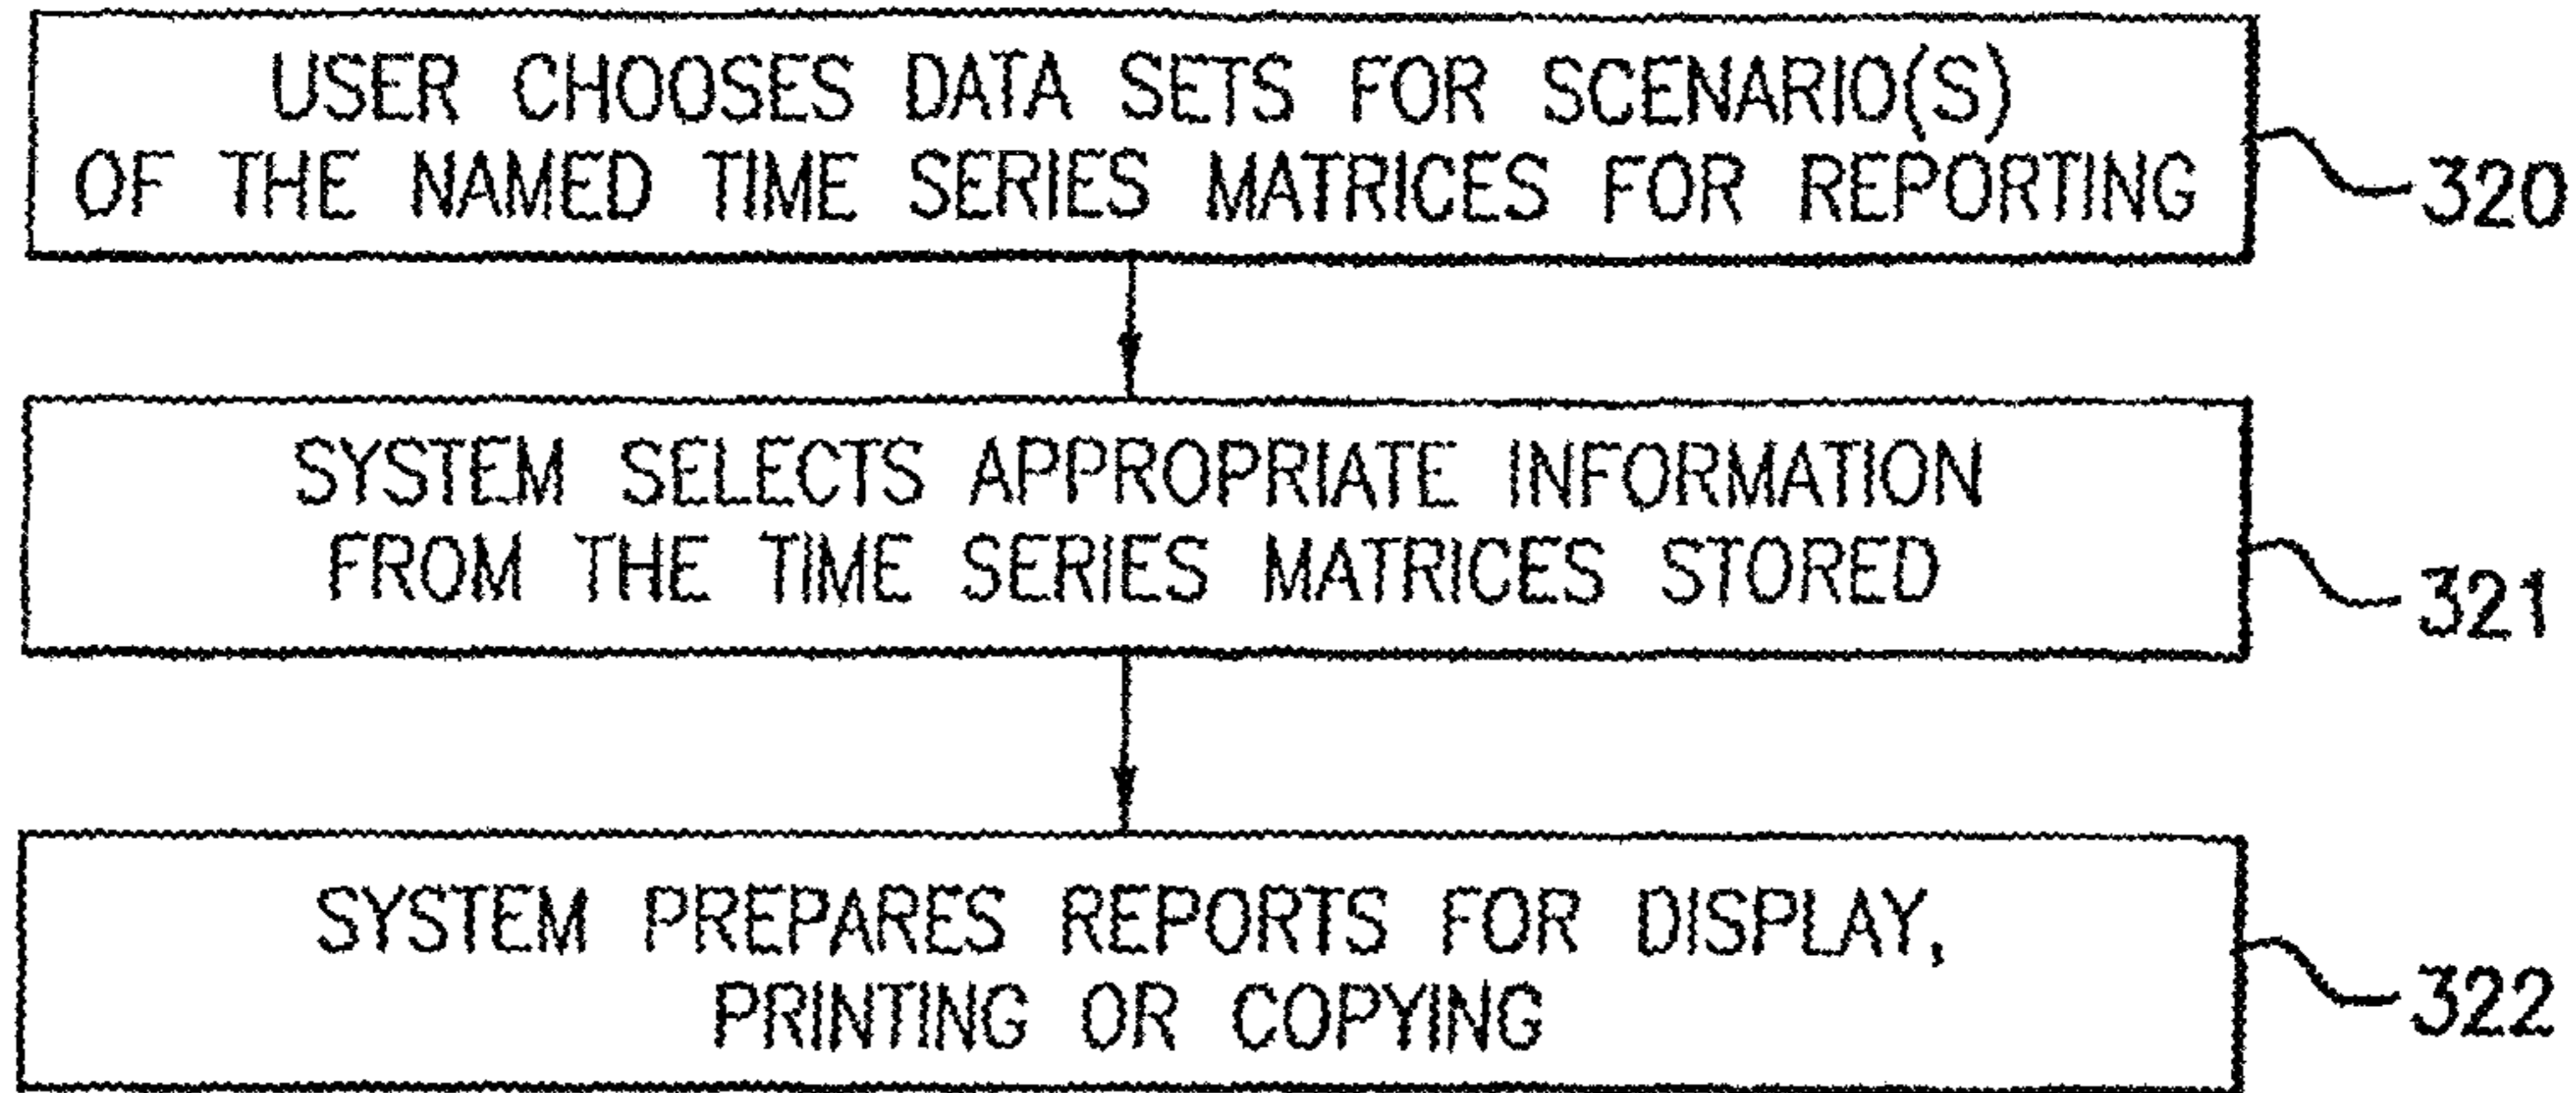 USER CHOOSES DATA SETS FOR SCENARIO(S)
OF THE NAMED TIME SERIES MATRICES FOR REPORTING
320
SYSTEM SELECTS APPROPRIATE INFORMATION
FROM THE TIME SERIES MATRICES STORED
321
SYSTEM PREPARES REPORTS FOR DISPLAY,
PRINTING OR COPYING
322